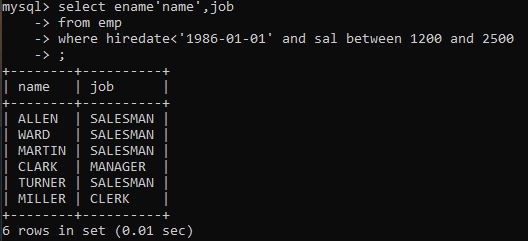 mysql> select ename'name',job
    -> from emp
    -> where hiredate<'1986-01-01' and sal between 1200 and 2500
    -> ;
+--------+----------+
| name   | job      |
+--------+----------+
| ALLEN  | SALESMAN |
| WARD   | SALESMAN |
| MARTIN | SALESMAN |
| CLARK  | MANAGER  |
| TURNER | SALESMAN |
| MILLER | CLERK    |
+--------+----------+
6 rows in set (0.01 sec)